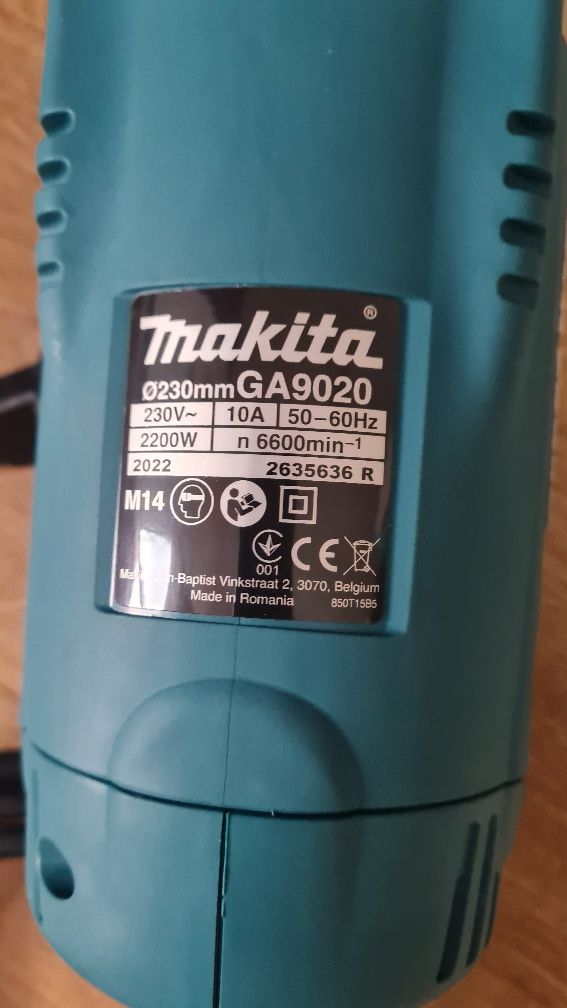 makita®
Ø230mm GA9020
230V~ 10A 50-60Hz
2200W n 6600min-1
2022 2635636 R
M14
001 CE
Jan-Baptist Vinkstraat 2, 3070, Belgium
Made in Romania 850T15B5